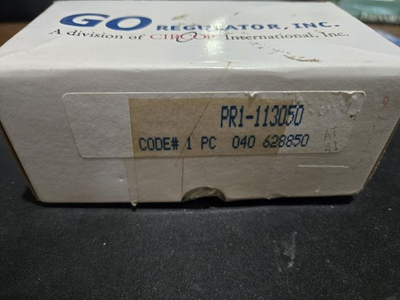 GO REGULATOR, INC.
A division of CIRCOR International, Inc.
PR1-113050
CODE# 1 PC 040 628850